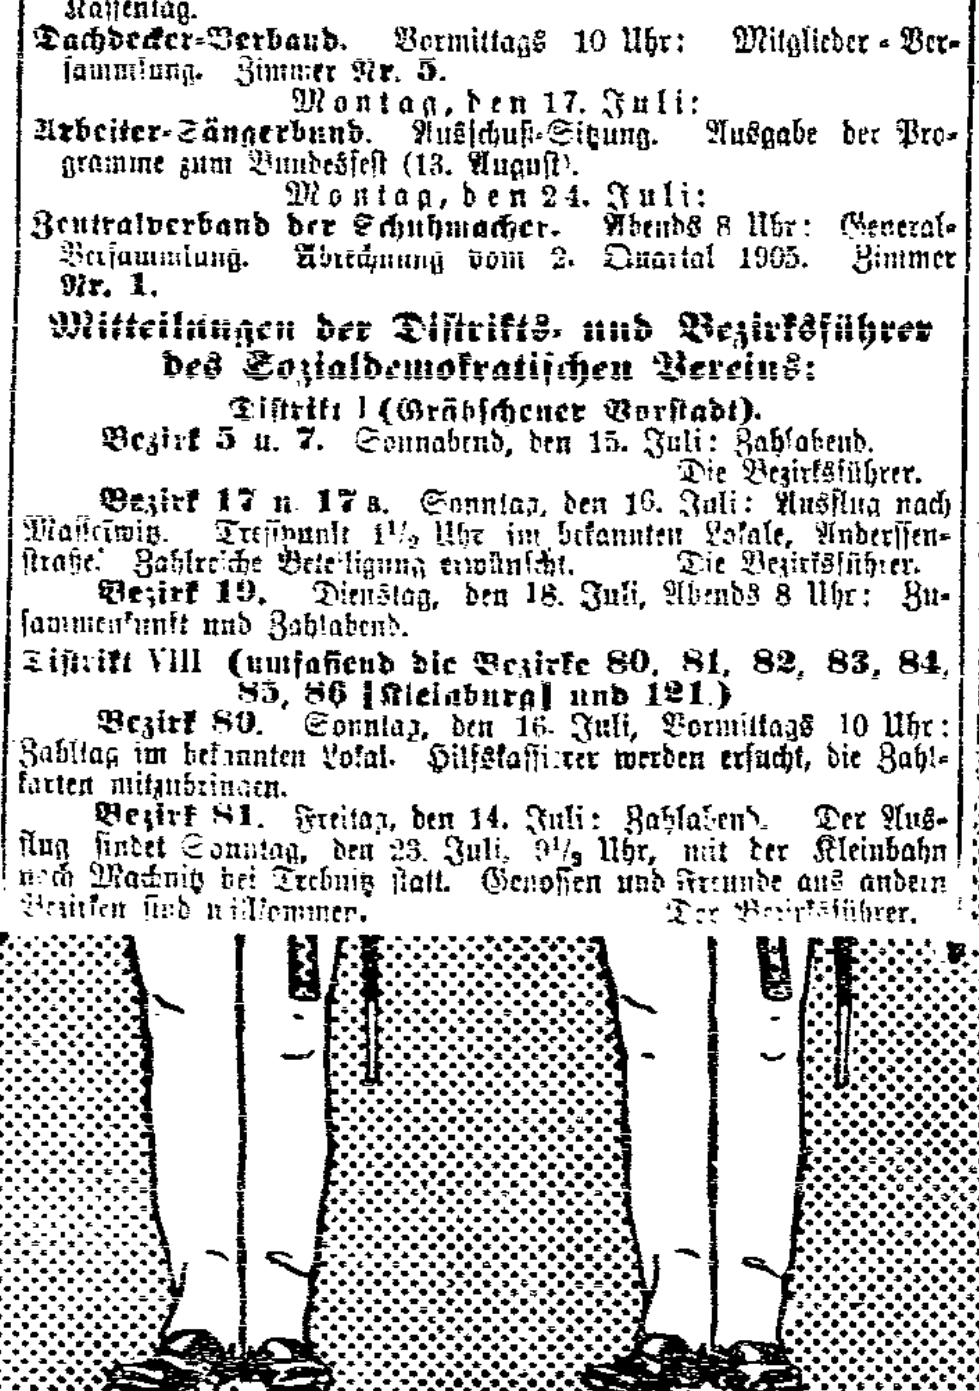 Kassentag.
Dachdecker-Verband. Vormittags 10 Uhr: Mitglieder-Ver-
sammlung. Zimmer Nr. 5.
Montag, den 17. Juli:
Arbeiter-Sängerbund. Ausschuß-Sitzung. Ausgabe der Pro-
gramme zum Bundesfest (13. August).
Montag, den 24. Juli:
Zentralverband der Schuhmacher. Abends 8 Uhr: General-
Versammlung. Abrechnung vom 2. Quartal 1905. Zimmer
Nr. 1.
Mitteilungen der Distrikts- und Bezirksführer
des Sozialdemokratischen Vereins:
Distrikt I (Gräbschener Vorstadt).
Bezirk 5 u. 7. Sonnabend, den 15. Juli: Zahlabend.
Die Bezirksführer.
Bezirk 17 u. 17a. Sonntag, den 16. Juli: Ausflug nach
Masselwitz. Treffpunkt 1½ Uhr im bekannten Lokale, Anderssen-
straße. Zahlreiche Beteiligung erwünscht. Die Bezirksführer.
Bezirk 19. Dienstag, den 18. Juli, Abends 8 Uhr: Zu-
sammenkunft und Zahlabend.
Distrikt VIII (umfassend die Bezirke 80, 81, 82, 83, 84,
85, 86 [Kleinburg] und 121.)
Bezirk 80. Sonntag, den 16. Juli, Vormittags 10 Uhr:
Zahltag im bekannten Lokal. Hilfskassierer werden ersucht, die Zahl-
karten mitzubringen.
Bezirk 81. Freitag, den 14. Juli: Zahlabend. Der Aus-
flug findet Sonntag, den 23. Juli, 9½ Uhr, mit der Kleinbahn
nach Machnitz bei Trebnitz statt. Genossen und Freunde aus andern
Bezirken sind willkommen. Der Bezirksführer.